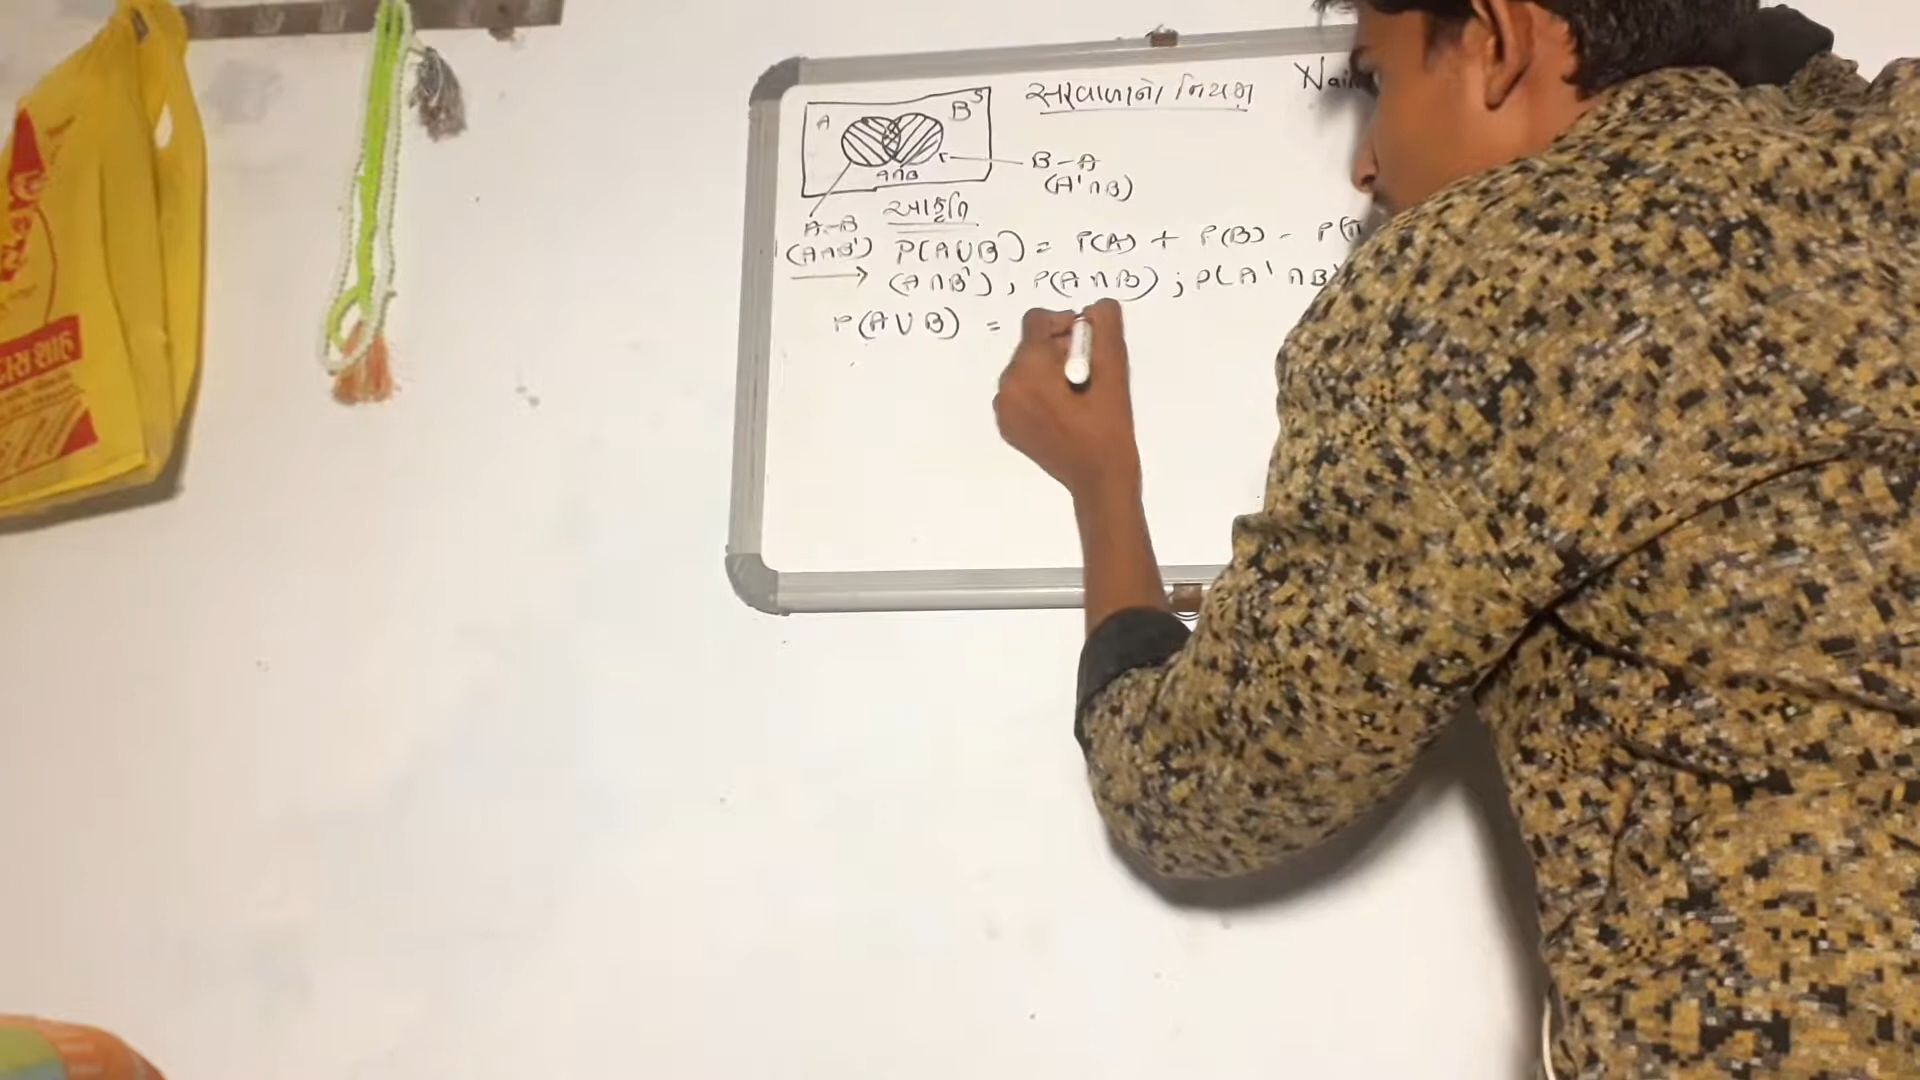 સરવાળાનો નિયમ
A
B
S
A∩B
B - A
(A'∩B)
આકૃતિ
A-B
(A∩B') P(A∪B) = P(A) + P(B) - P(
(A∩B'), P(A∩B) ; P(A' ∩B
P(A∪B) =